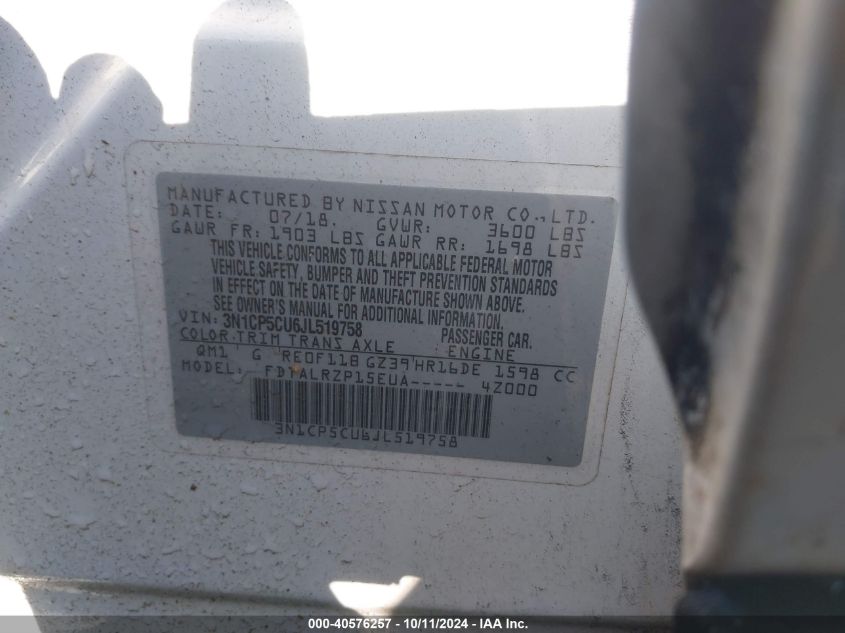 MANUFACTURED BY NISSAN MOTOR CO.,LTD.
DATE: 07/18. GVWR: 3600 LBS
GAWR FR: 1903 LBS GAWR RR: 1698 LBS
THIS VEHICLE CONFORMS TO ALL APPLICABLE FEDERAL MOTOR
VEHICLE SAFETY, BUMPER AND THEFT PREVENTION STANDARDS
IN EFFECT ON THE DATE OF MANUFACTURE SHOWN ABOVE.
SEE OWNER'S MANUAL FOR ADDITIONAL INFORMATION.
VIN: 3N1CP5CU6JL519758 PASSENGER CAR.
COLOR,TRIM TRANS AXLE ENGINE
QM1 G RE0F11B GZ39 HR16DE 1598 CC
MODEL: FDTALRZP15EUA----- 4Z000
3N1CP5CU6JL519758
000-40576257 - 10/11/2024 - IAA Inc.